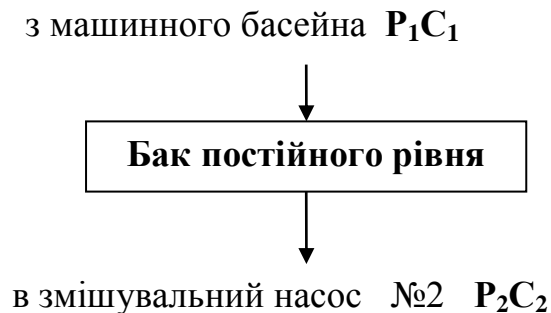 з машинного басейна P₁C₁
Бак постійного рівня
в змішувальний насос №2 P₂C₂